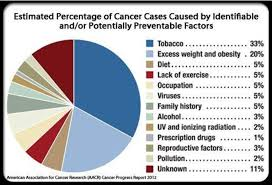 Estimated Percentage of Cancer Cases Caused by Identifiable
and/or Potentially Preventable Factors
Tobacco 33%
Excess weight and obesity 20%
Diet 5%
Lack of exercise 5%
Occupation 5%
Viruses 5%
Family history 5%
Alcohol 3%
UV and ionizing radiation 2%
Prescription drugs 1%
Reproductive factors 3%
Pollution 2%
Unknown 11%
American Association for Cancer Research (AACR) Cancer Progress Report 2012